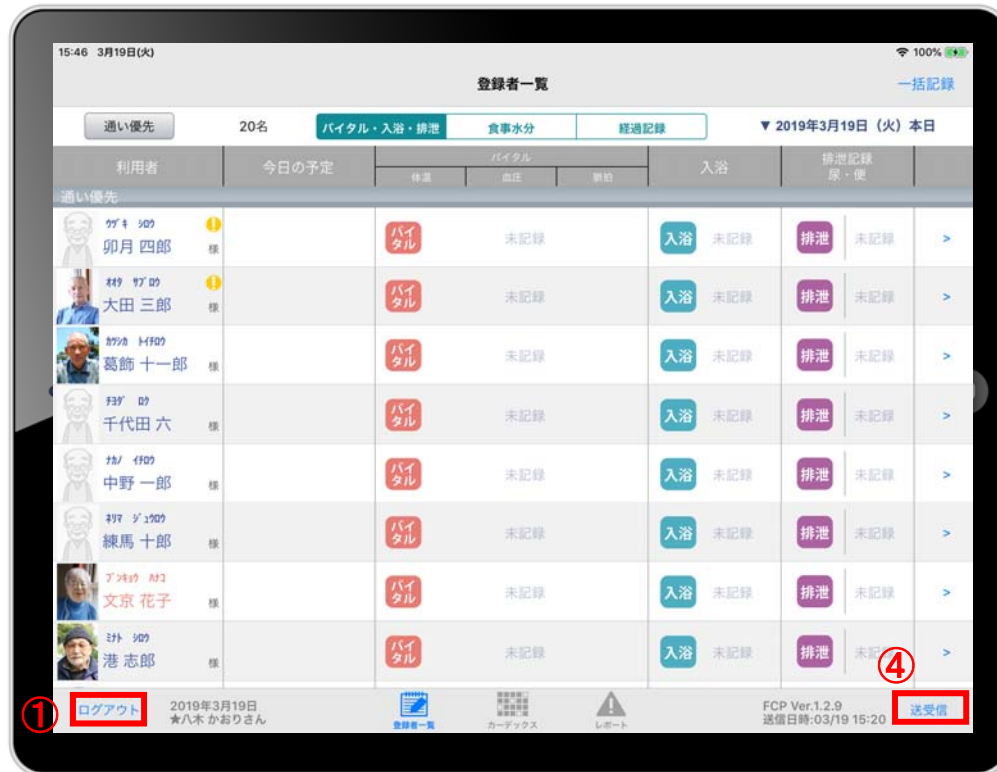 15:46 3月19日(火) 100%
登録者一覧 一括記録
通い優先 20名 バイタル・入浴・排泄 食事水分 経過記録 ▼ 2019年3月19日（火）本日
利用者 今日の予定 バイタル 入浴 排泄記録
体温 血圧 脈拍 尿・便
通い優先
ウヅキ シロウ
卯月 四郎 様 バイタル 未記録 入浴 未記録 排泄 未記録 >
オオタ サブロウ
大田 三郎 様 バイタル 未記録 入浴 未記録 排泄 未記録 >
カツシカ トイチロウ
葛飾 十一郎 様 バイタル 未記録 入浴 未記録 排泄 未記録 >
チヨダ ロウ
千代田 六 様 バイタル 未記録 入浴 未記録 排泄 未記録 >
ナカノ イチロウ
中野 一郎 様 バイタル 未記録 入浴 未記録 排泄 未記録 >
ネリマ ジュウロウ
練馬 十郎 様 バイタル 未記録 入浴 未記録 排泄 未記録 >
ブンキョウ ハナコ
文京 花子 様 バイタル 未記録 入浴 未記録 排泄 未記録 >
ミナト シロウ
港 志郎 様 バイタル 未記録 入浴 未記録 排泄 未記録 >
④
① ログアウト 2019年3月19日 FCP Ver.1.2.9 送受信
★八木 かおりさん 登録者一覧 カーデックス レポート 送信日時:03/19 15:20